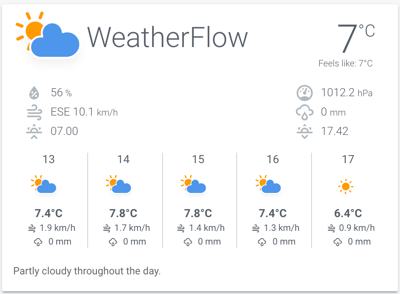 WeatherFlow
7°C
Feels like: 7°C
56 %
1012.2 hPa
ESE 10.1 km/h
0 mm
07.00
17.42
13 14 15 16 17
7.4°C 7.8°C 7.8°C 7.4°C 6.4°C
1.9 km/h 1.7 km/h 1.4 km/h 1.3 km/h 0.9 km/h
0 mm 0 mm 0 mm 0 mm 0 mm
Partly cloudy throughout the day.